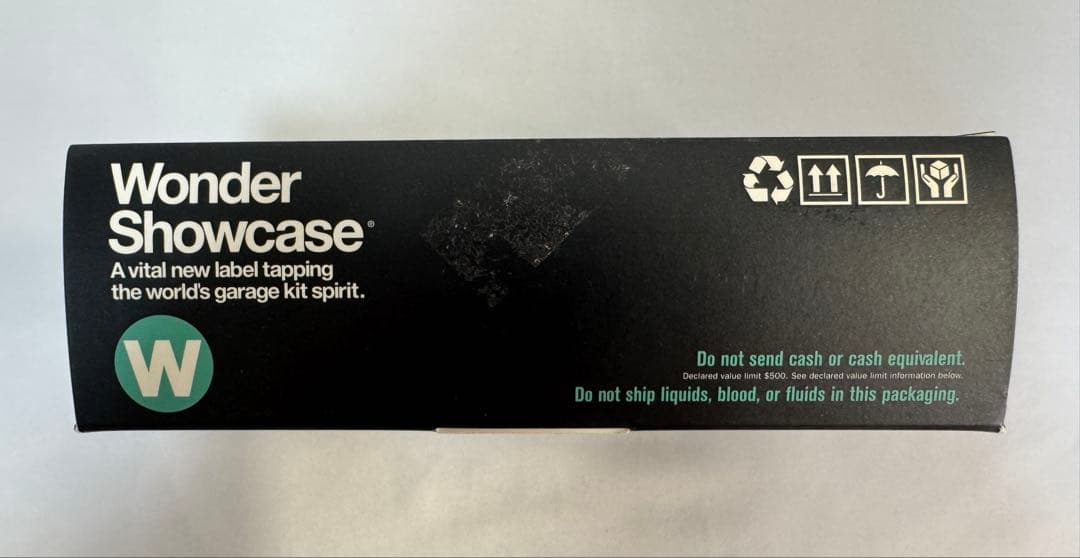 Wonder
Showcase®
A vital new label tapping
the world's garage kit spirit.
W
Do not send cash or cash equivalent.
Declared value limit $500. See declared value limit information below.
Do not ship liquids, blood, or fluids in this packaging.